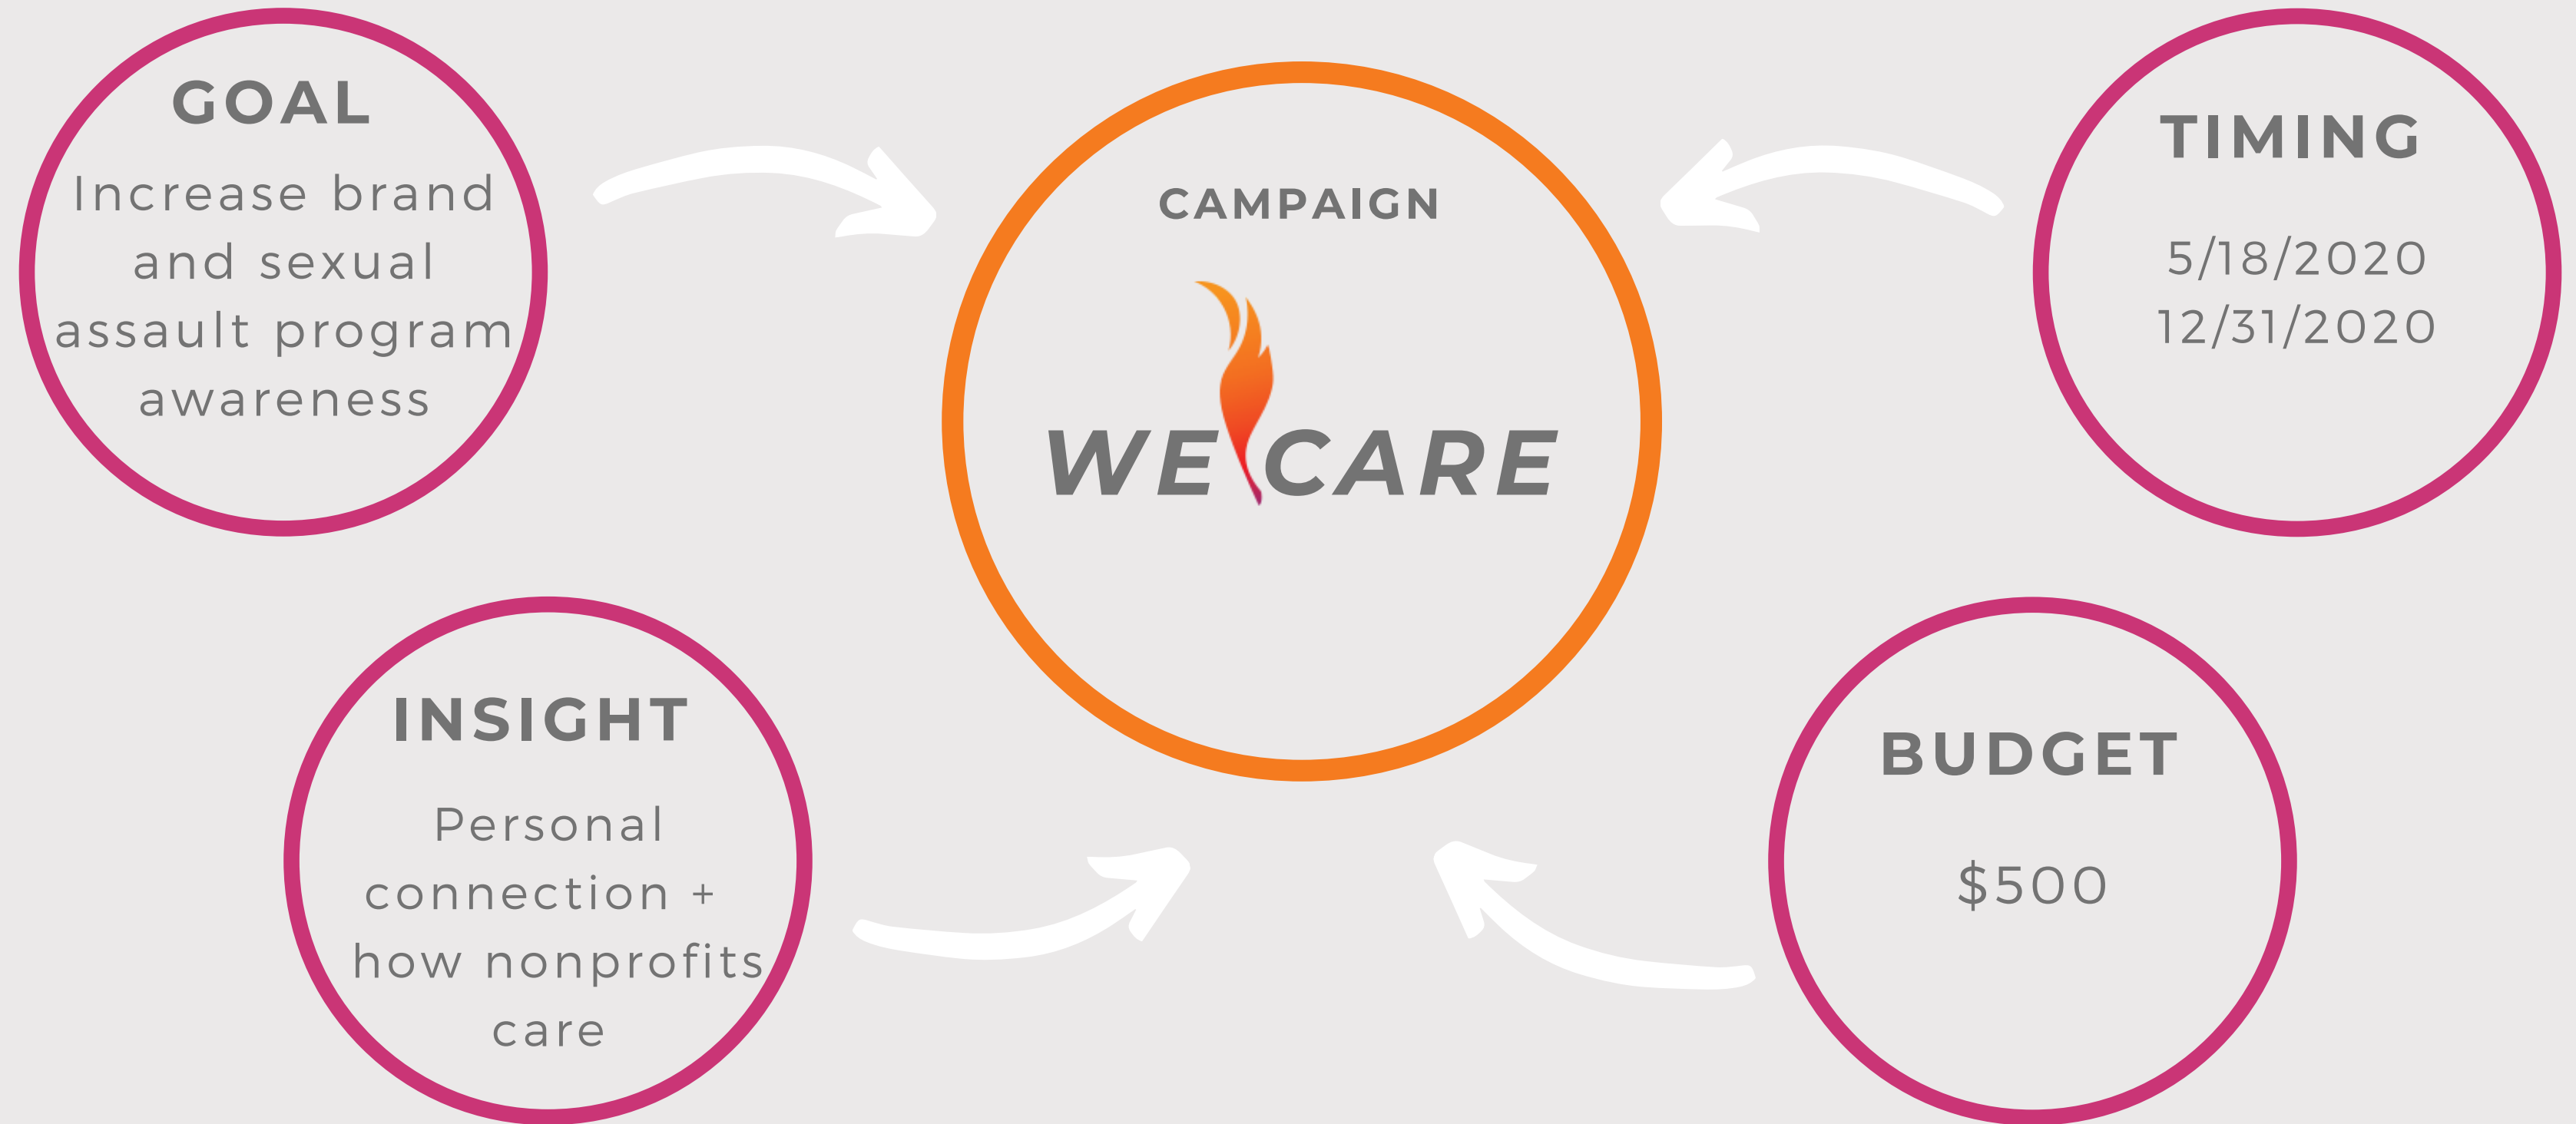 GOAL
Increase brand
and sexual
assault program
awareness
CAMPAIGN
WE CARE
TIMING
5/18/2020
12/31/2020
INSIGHT
Personal
connection +
how nonprofits
care
BUDGET
$500